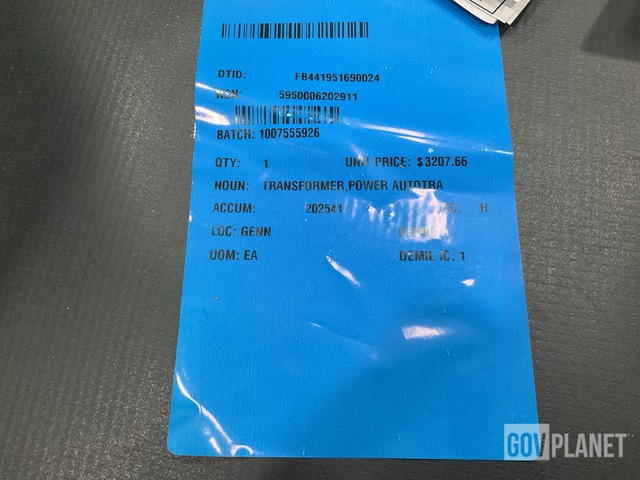 DTID: FB441951690024
NSN: 5950006202911
BATCH: 1007555926
QTY: 1 UNIT PRICE: $3207.66
NOUN: TRANSFORMER,POWER AUTOTRA
ACCUM: 202541 H
LOC: GENN
UOM: EA DEMIL IC: 1
GOVPLANET